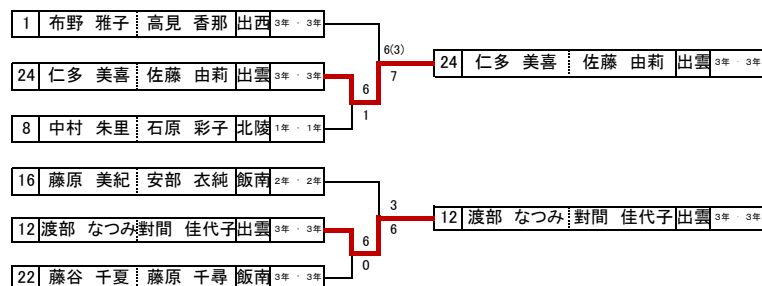 1 布野 雅子 高見 香那 出西 3年 ・ 3年
6(3)
24 仁多 美喜 佐藤 由莉 出雲 3年 ・ 3年
24 仁多 美喜 佐藤 由莉 出雲 3年 ・ 3年
7
6
1
8 中村 朱里 石原 彩子 北陵 1年 ・ 1年
16 藤原 美紀 安部 衣純 飯南 2年 ・ 2年
3
12 渡部 なつみ 對間 佳代子 出雲 3年 ・ 3年
12 渡部 なつみ 對間 佳代子 出雲 3年 ・ 3年
6
6
0
22 藤谷 千夏 藤原 千尋 飯南 3年 ・ 3年